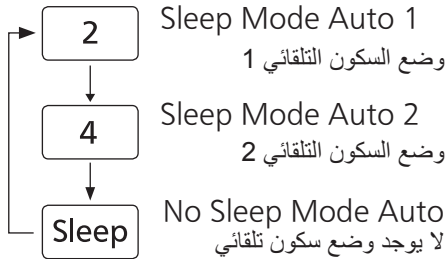 2
Sleep Mode Auto 1
وضع السكون التلقائي 1
4
Sleep Mode Auto 2
وضع السكون التلقائي 2
Sleep
No Sleep Mode Auto
لا يوجد وضع سكون تلقائي